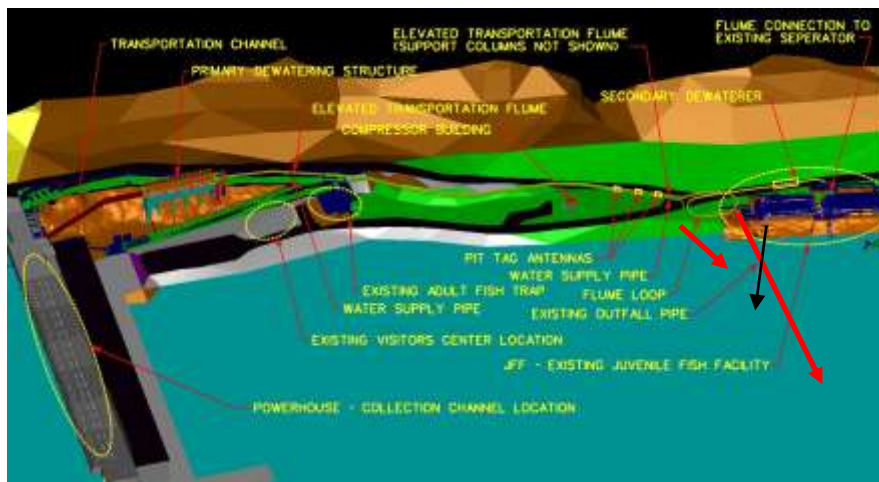 ELEVATED TRANSPORTATION FLUME
(SUPPORT COLUMNS NOT SHOWN)
FLUME CONNECTION TO
EXISTING SEPERATOR
TRANSPORTATION CHANNEL
PRIMARY DEWATERING STRUCTURE
SECONDARY DEWATERER
ELEVATED TRANSPORTATION FLUME
COMPRESSOR BUILDING
PIT TAG ANTENNAS
WATER SUPPLY PIPE
EXISTING ADULT FISH TRAP
FLUME LOOP
WATER SUPPLY PIPE
EXISTING OUTFALL PIPE
EXISTING VISITORS CENTER LOCATION
JFF - EXISTING JUVENILE FISH FACILITY
POWERHOUSE - COLLECTION CHANNEL LOCATION